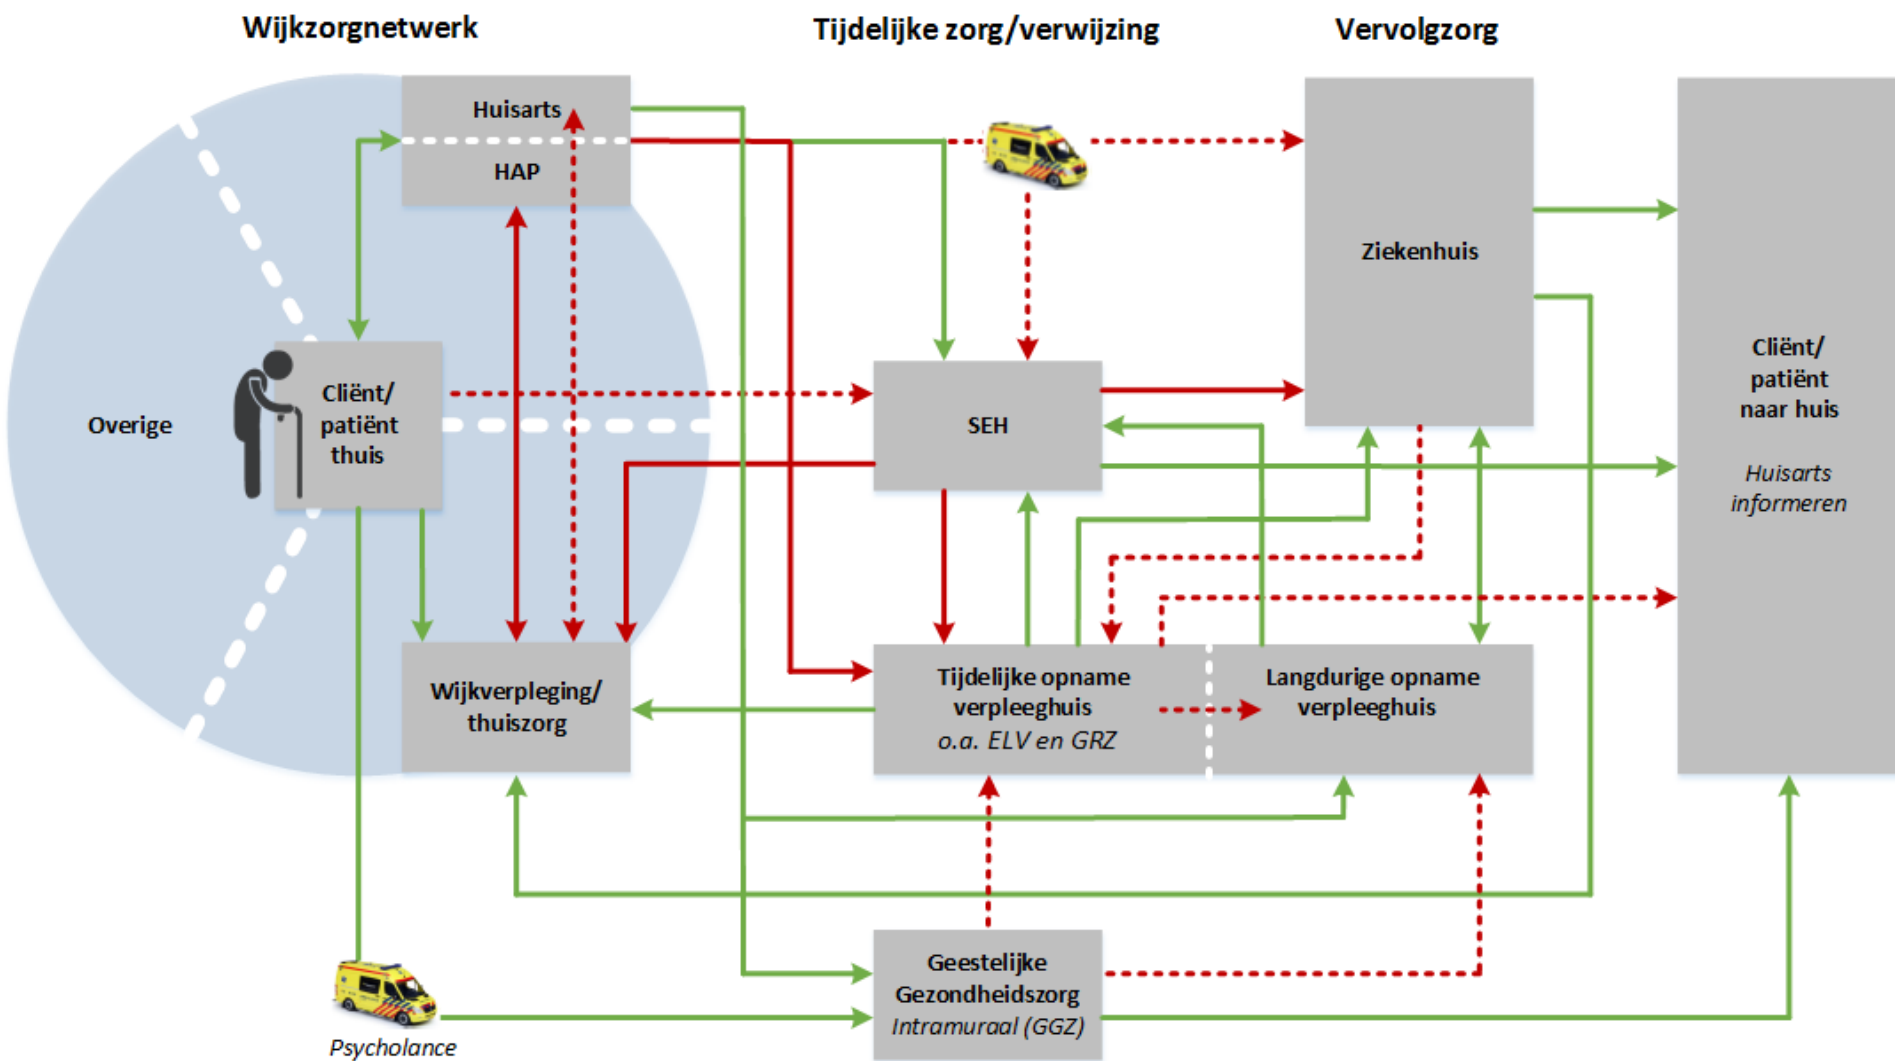 Wijkzorgnetwerk
Tijdelijke zorg/verwijzing
Vervolgzorg
Huisarts
HAP
Ziekenhuis
Overige
Cliënt/
patiënt
thuis
SEH
Cliënt/
patiënt
naar huis
Huisarts
informeren
Wijkverpleging/
thuiszorg
Tijdelijke opname
verpleeghuis
o.a. ELV en GRZ
Langdurige opname
verpleeghuis
Geestelijke
Gezondheidszorg
Intramuraal (GGZ)
Psycholance